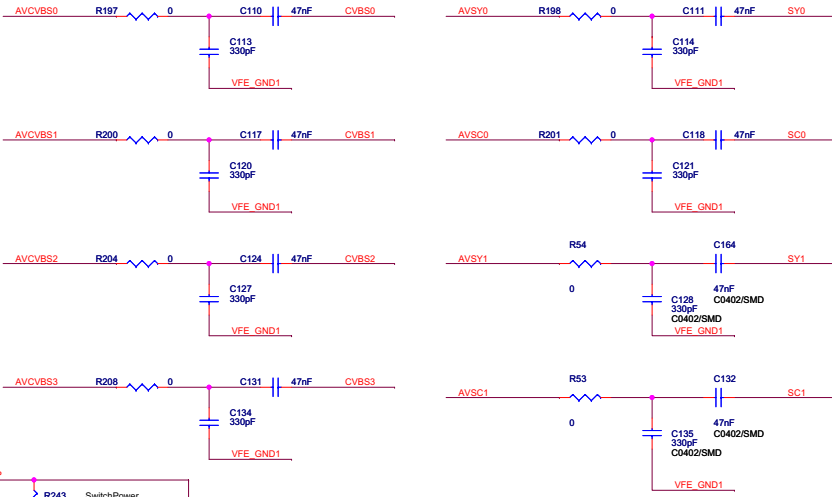 AVCVBS0 R197 0 C110 47nF CVBS0
C113
330pF
VFE_GND1
AVSY0 R198 0 C111 47nF SY0
C114
330pF
VFE_GND1
AVCVBS1 R200 0 C117 47nF CVBS1
C120
330pF
VFE_GND1
AVSC0 R201 0 C118 47nF SC0
C121
330pF
VFE_GND1
AVCVBS2 R204 0 C124 47nF CVBS2
C127
330pF
VFE_GND1
R54 C164
AVSY1 SY1
0 47nF
C128 C0402/SMD
330pF
C0402/SMD
VFE_GND1
AVCVBS3 R208 0 C131 47nF CVBS3
C134
330pF
VFE_GND1
R53 C132
AVSC1 SC1
0 47nF
C135 C0402/SMD
330pF
C0402/SMD
VFE_GND1
R243 SwitchPower